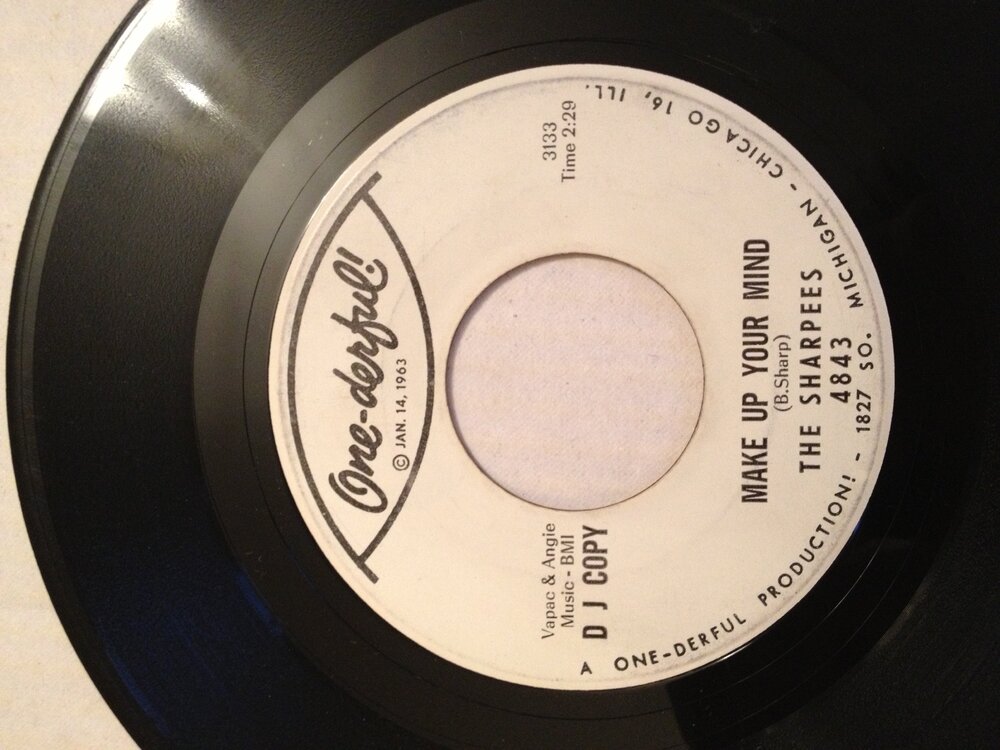 One-derful!
© JAN. 14, 1963
Vapac & Angie
Music - BMI
D J COPY
3133
Time 2:29
MAKE UP YOUR MIND
(B.Sharp)
THE SHARPEES
4843
A ONE-DERFUL PRODUCTION! - 1827 SO. MICHIGAN - CHICAGO 16, ILL.